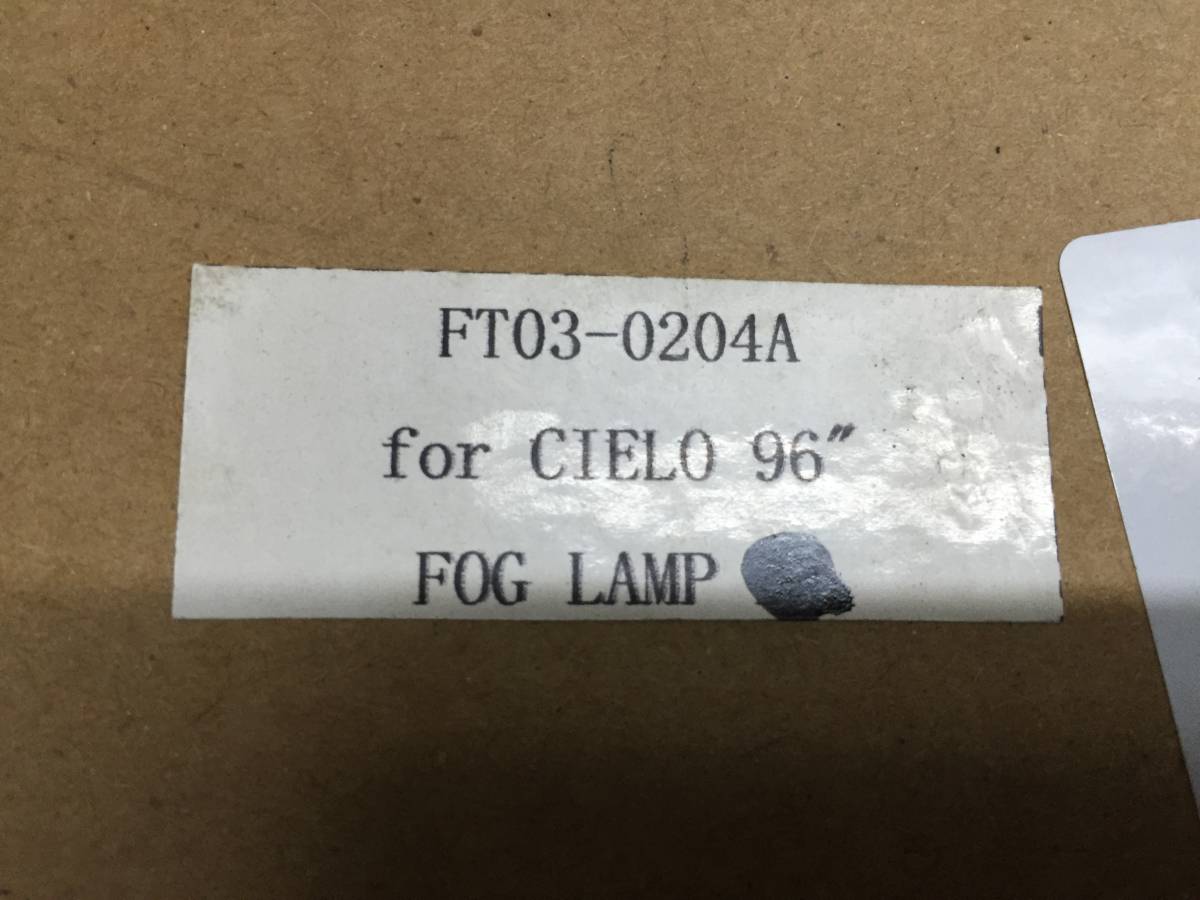 FT03-0204A
for CIELO 96"
FOG LAMP